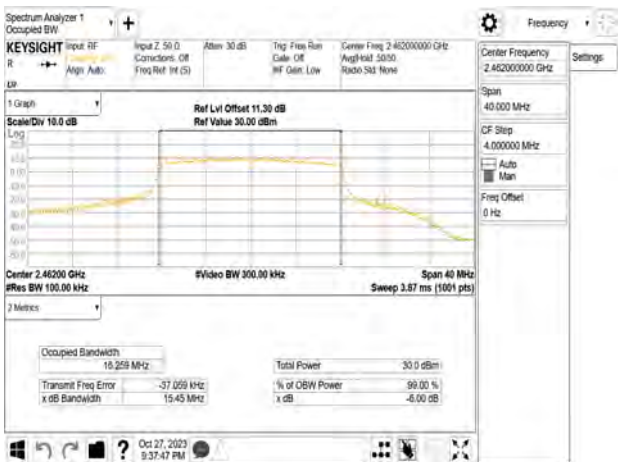 Spectrum Analyzer 1
Occupied BW
+
Frequency
KEYSIGHT
Input: RF
R
Align: Auto
LW
Input Z: 50 Ω
Corrections: Off
Freq Ref: Int (S)
Atten: 30 dB
Trig: Free Run
Gate: Off
#IF Gain: Low
Center Freq: 2.462000000 GHz
Avg|Hold: 50/50
Radio Std: None
Center Frequency
2.462000000 GHz
Settings
Span
40.000 MHz
CF Step
4.000000 MHz
Auto
Man
Freq Offset
0 Hz
1 Graph
Scale/Div 10.0 dB
Log
Ref Lvl Offset 11.30 dB
Ref Value 30.00 dBm
Center 2.46200 GHz
#Res BW 100.00 kHz
#Video BW 300.00 kHz
Span 40 MHz
Sweep 3.87 ms (1001 pts)
2 Metrics
Occupied Bandwidth
16.259 MHz
Total Power
30.0 dBm
Transmit Freq Error
-37.059 kHz
% of OBW Power
99.00 %
x dB Bandwidth
15.45 MHz
x dB
-6.00 dB
?
Oct 27, 2023
9:37:47 PM